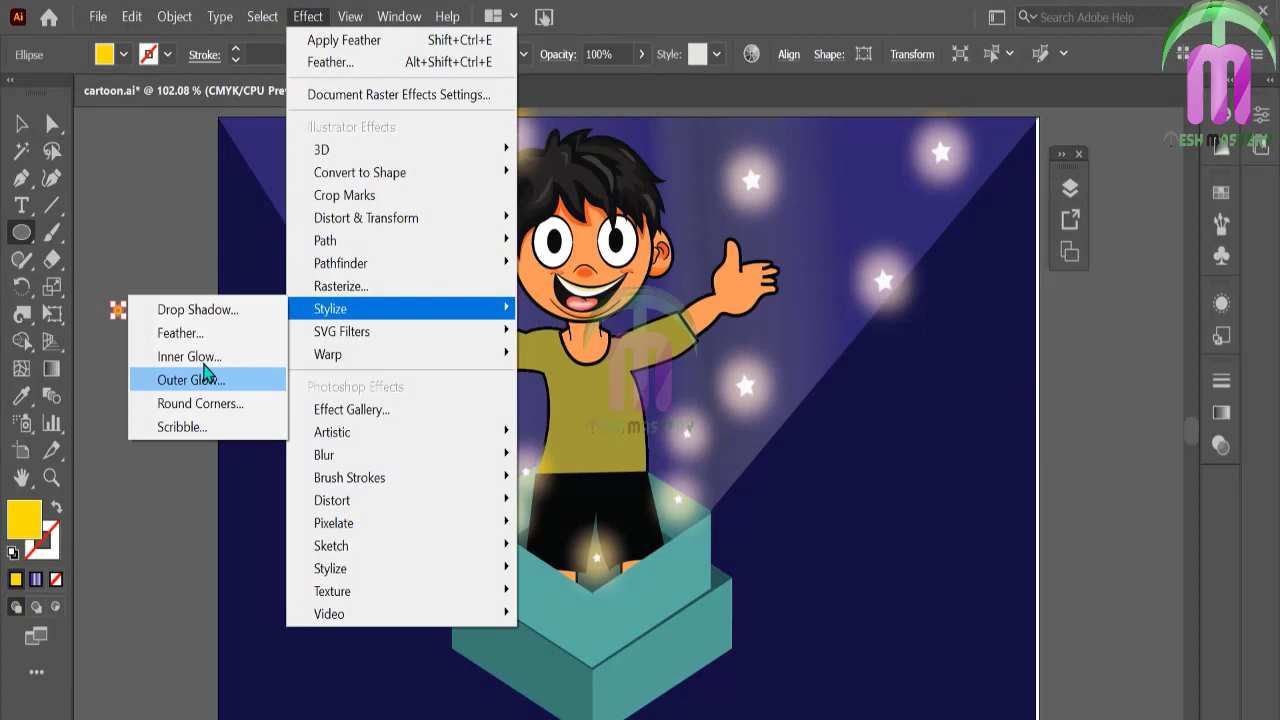 Ai File Edit Object Type Select Effect View Window Help Search Adobe Help
Ellipse Stroke: Opacity: 100% Style: Align Shape: Transform
cartoon.ai* @ 102.08 % (CMYK/CPU Pre
Apply Feather Shift+Ctrl+E
Feather... Alt+Shift+Ctrl+E
Document Raster Effects Settings...
Illustrator Effects
3D
Convert to Shape
Crop Marks
Distort & Transform
Path
Pathfinder
Rasterize...
Stylize
SVG Filters
Warp
Photoshop Effects
Effect Gallery...
Artistic
Blur
Brush Strokes
Distort
Pixelate
Sketch
Stylize
Texture
Video
Drop Shadow...
Feather...
Inner Glow...
Outer Glow...
Round Corners...
Scribble...
TESH MASTERY
TESH MASTERY